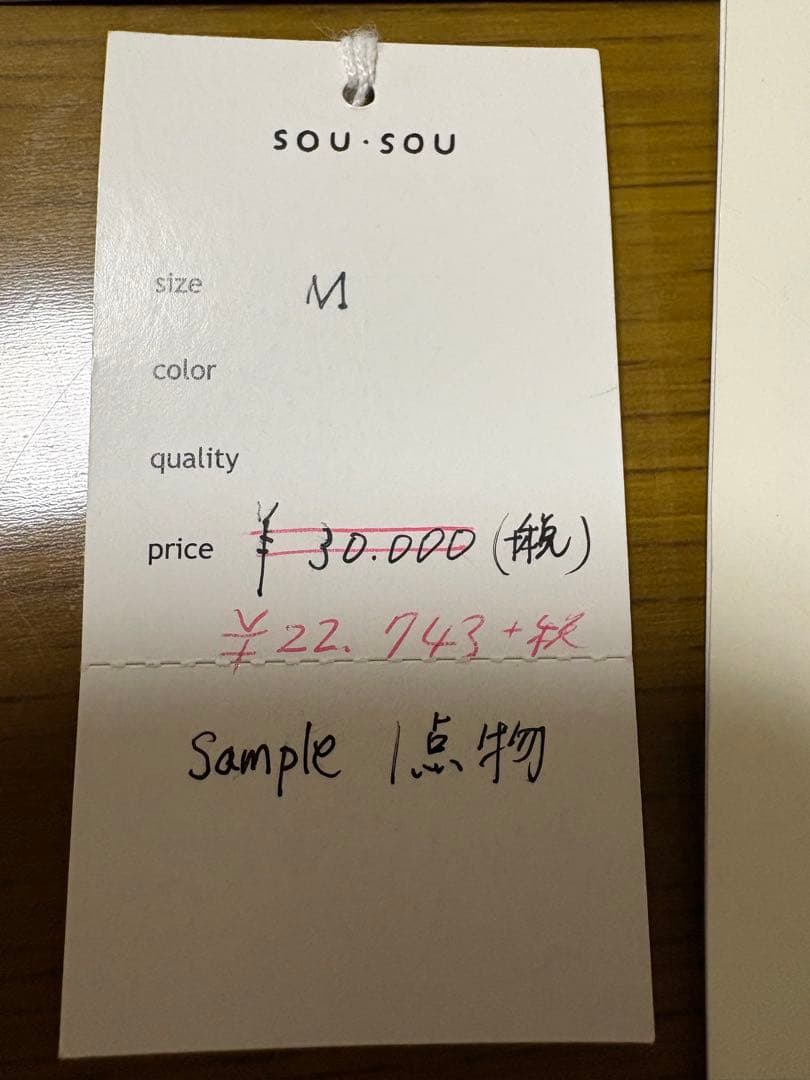 SOU・SOU
size M
color
quality
price ¥30.000(税)
¥22.743+税
Sample 1点物